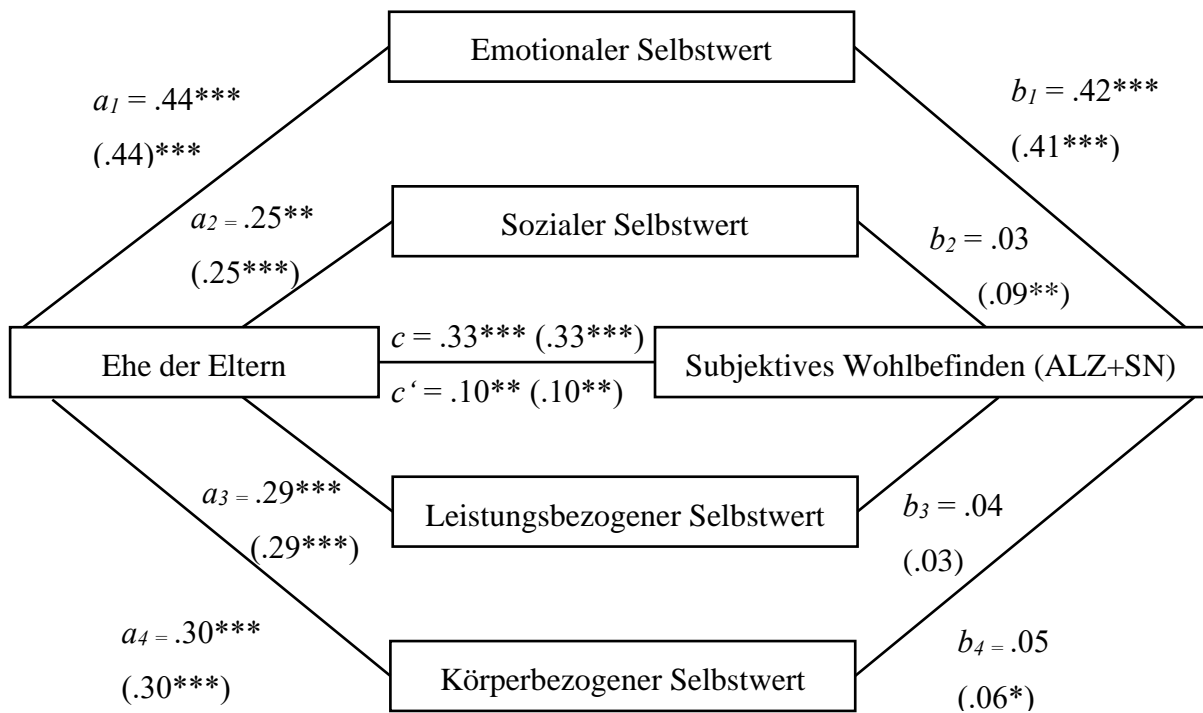 Emotionaler Selbstwert
a1 = .44***
(.44)***
b1 = .42***
(.41***)
Sozialer Selbstwert
a2 = .25**
(.25***)
b2 = .03
(.09**)
Ehe der Eltern
c = .33*** (.33***)
c‘ = .10** (.10**)
Subjektives Wohlbefinden (ALZ+SN)
a3 = .29***
(.29***)
Leistungsbezogener Selbstwert
b3 = .04
(.03)
a4 = .30***
(.30***)
Körperbezogener Selbstwert
b4 = .05
(.06*)